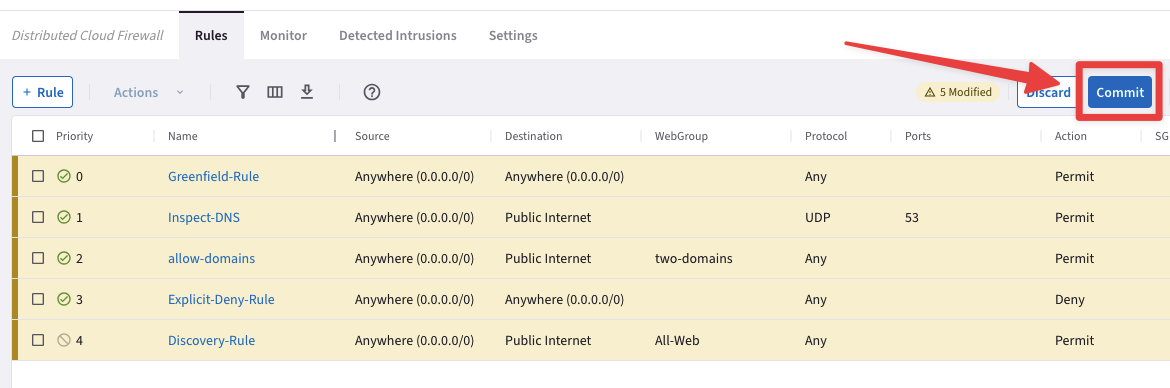 Distributed Cloud Firewall Rules Monitor Detected Intrusions Settings
+ Rule Actions 5 Modified Discard Commit
Priority Name Source Destination WebGroup Protocol Ports Action SG
0 Greenfield-Rule Anywhere (0.0.0.0/0) Anywhere (0.0.0.0/0) Any Permit
1 Inspect-DNS Anywhere (0.0.0.0/0) Public Internet UDP 53 Permit
2 allow-domains Anywhere (0.0.0.0/0) Public Internet two-domains Any Permit
3 Explicit-Deny-Rule Anywhere (0.0.0.0/0) Anywhere (0.0.0.0/0) Any Deny
4 Discovery-Rule Anywhere (0.0.0.0/0) Public Internet All-Web Any Permit